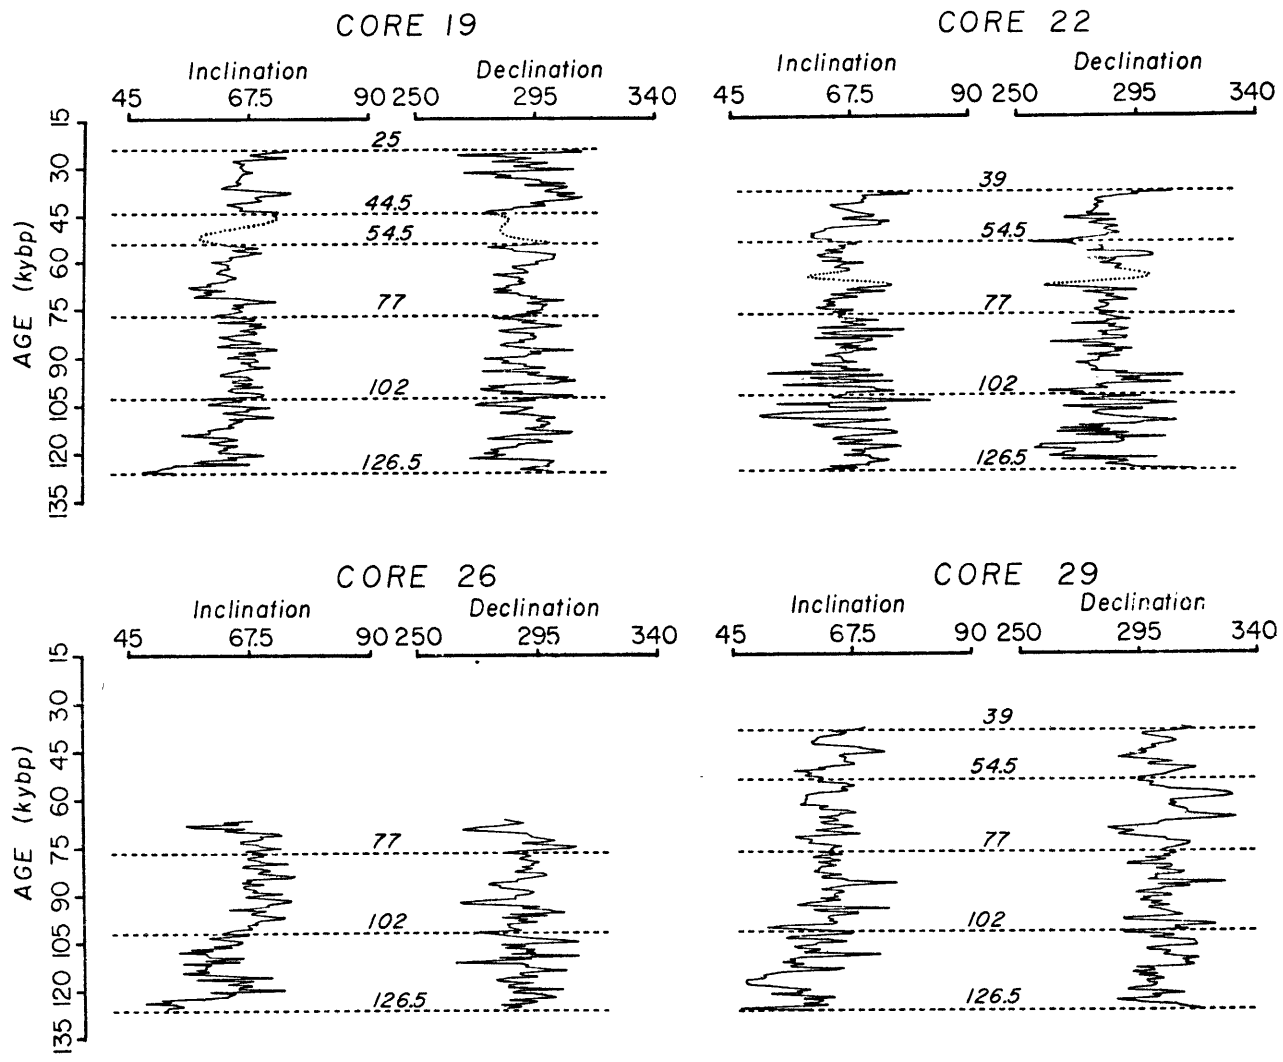 CORE 19
Inclination Declination
45 67.5 90 250 295 340
AGE (kybp)
15
30
45
60
75
90
105
120
135
25
44.5
54.5
77
102
126.5
CORE 22
Inclination Declination
45 67.5 90 250 295 340
39
54.5
77
102
126.5
CORE 26
Inclination Declination
45 67.5 90 250 295 340
AGE (kybp)
15
30
45
60
75
90
105
120
135
77
102
126.5
CORE 29
Inclination Declination
45 67.5 90 250 295 340
39
54.5
77
102
126.5